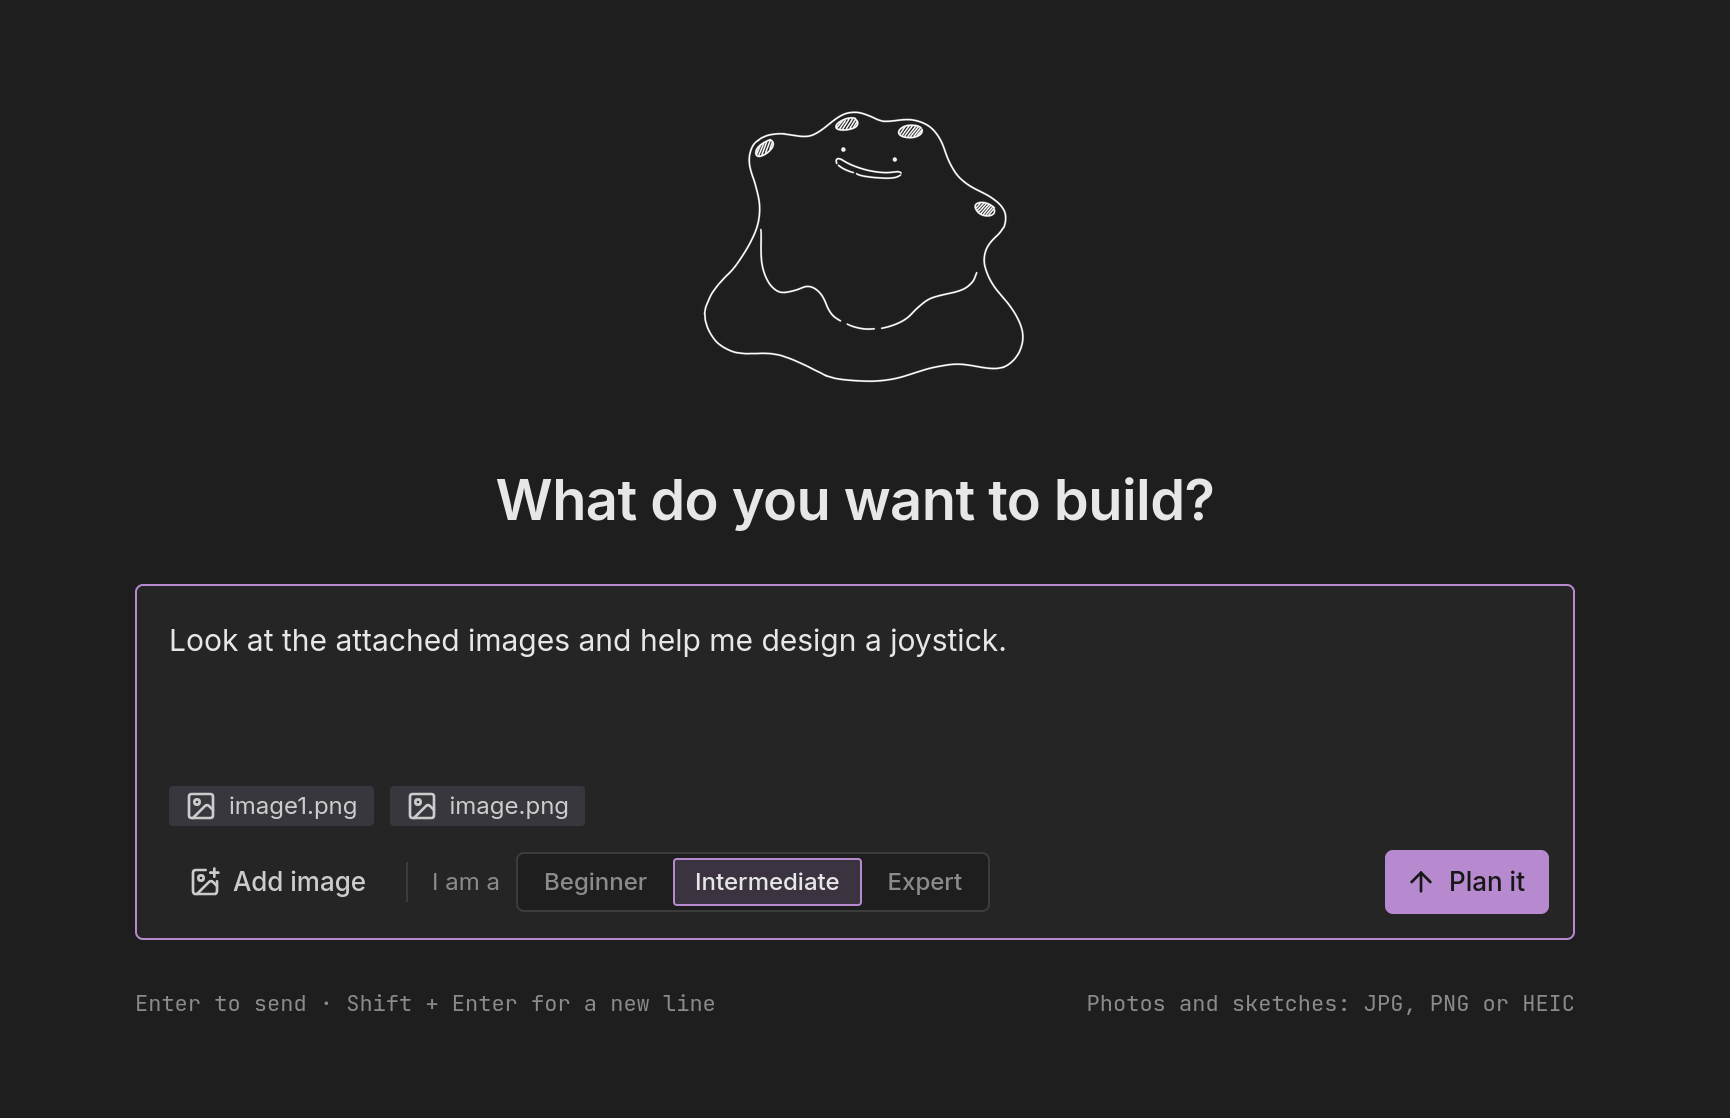 What do you want to build?
Look at the attached images and help me design a joystick.
image1.png image.png
Add image I am a Beginner Intermediate Expert Plan it
Enter to send · Shift + Enter for a new line Photos and sketches: JPG, PNG or HEIC